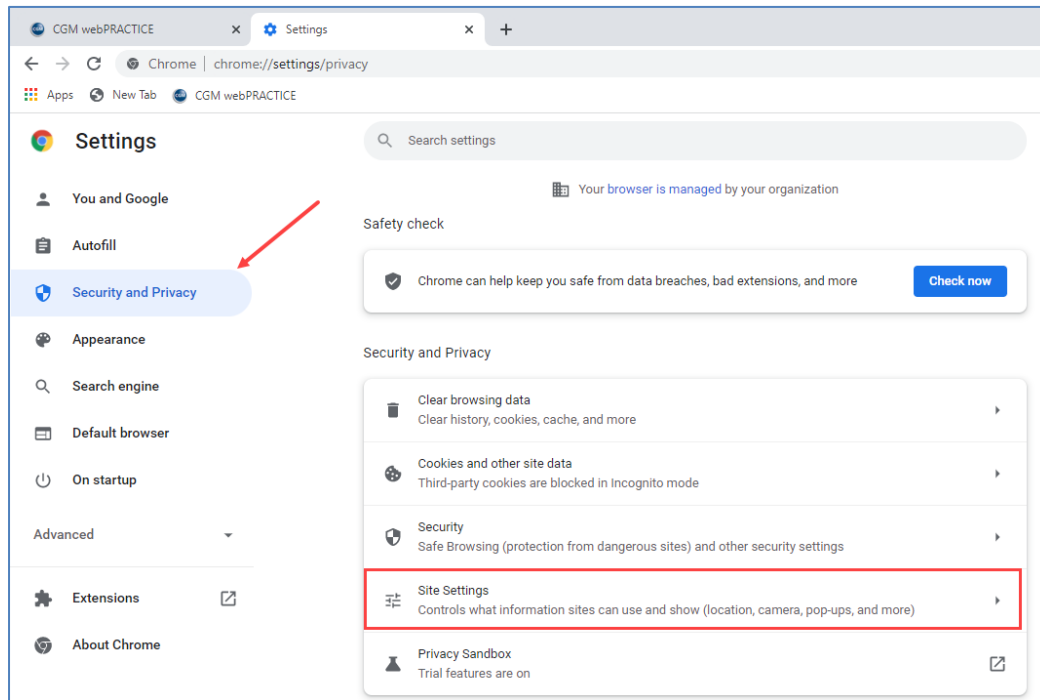 CGM webPRACTICE
Settings
Chrome | chrome://settings/privacy
Apps New Tab CGM webPRACTICE
Settings
Search settings
You and Google
Autofill
Security and Privacy
Appearance
Search engine
Default browser
On startup
Advanced
Extensions
About Chrome
Your browser is managed by your organization
Safety check
Chrome can help keep you safe from data breaches, bad extensions, and more
Check now
Security and Privacy
Clear browsing data
Clear history, cookies, cache, and more
Cookies and other site data
Third-party cookies are blocked in Incognito mode
Security
Safe Browsing (protection from dangerous sites) and other security settings
Site Settings
Controls what information sites can use and show (location, camera, pop-ups, and more)
Privacy Sandbox
Trial features are on